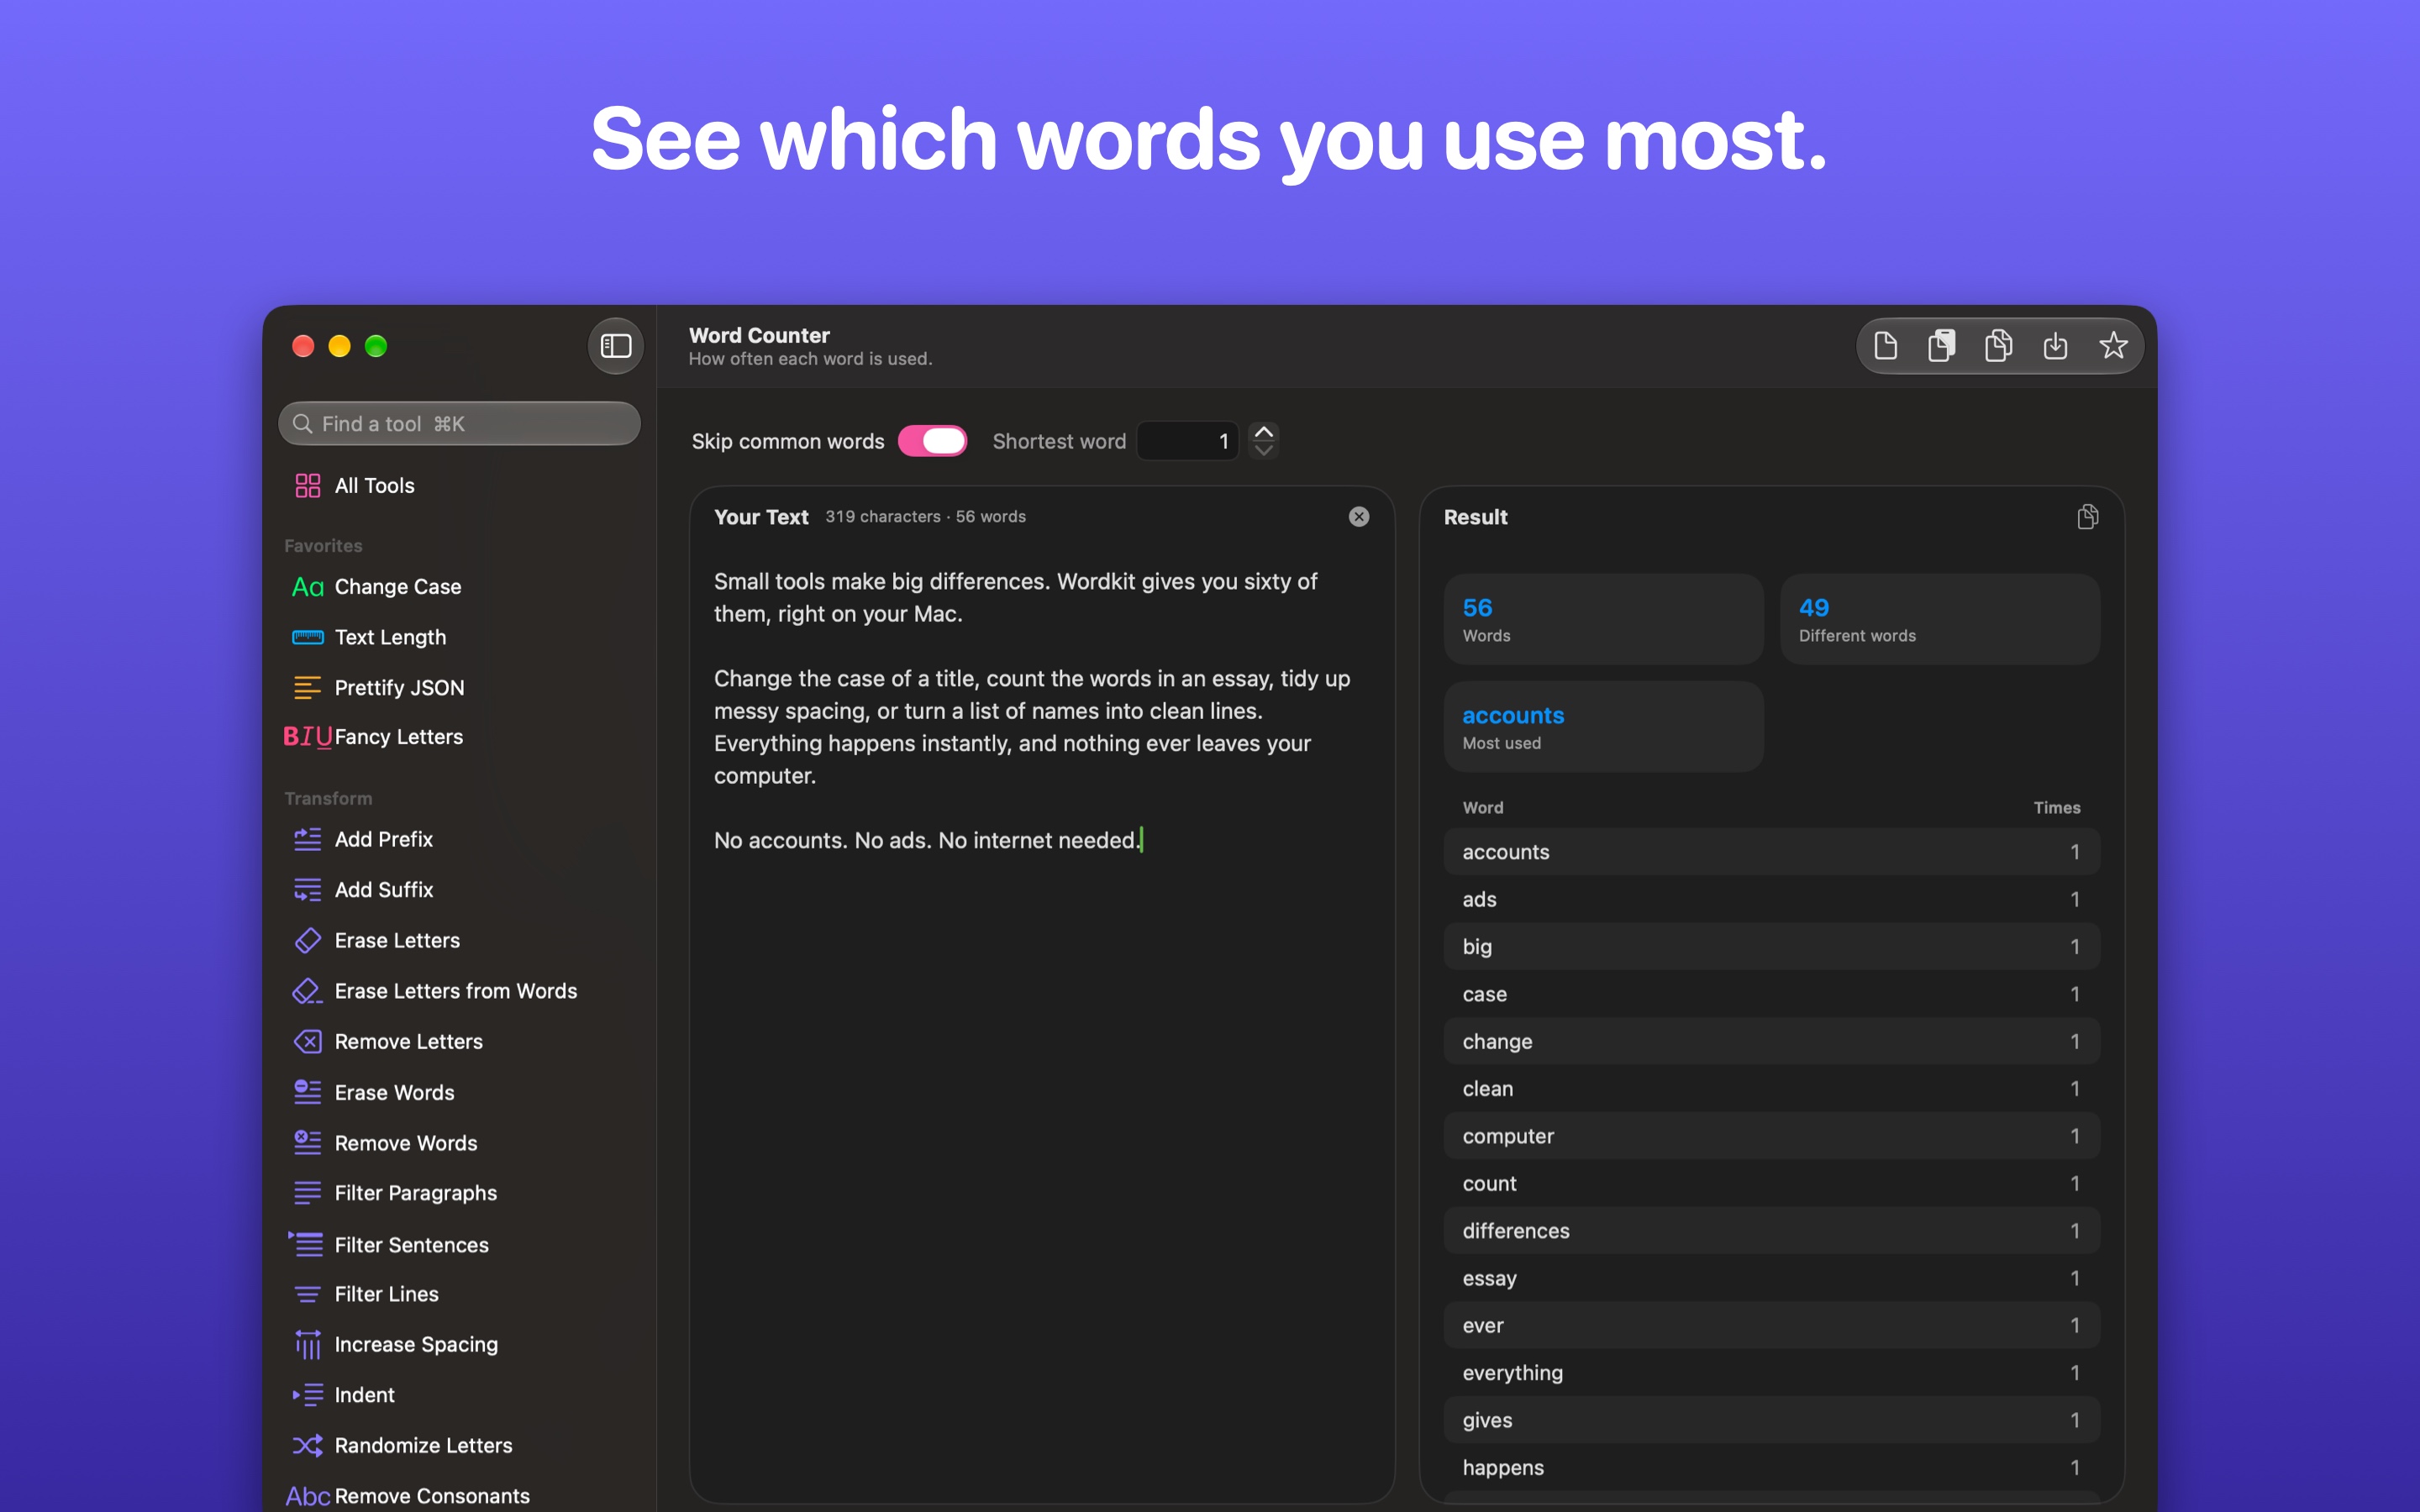 See which words you use most.
Word Counter
How often each word is used.
Find a tool ⌘K
All Tools
Favorites
Aa Change Case
Text Length
Prettify JSON
BIU Fancy Letters
Transform
Add Prefix
Add Suffix
Erase Letters
Erase Letters from Words
Remove Letters
Erase Words
Remove Words
Filter Paragraphs
Filter Sentences
Filter Lines
Increase Spacing
Indent
Randomize Letters
Abc Remove Consonants
Skip common words
Shortest word 1
Your Text 319 characters · 56 words
Small tools make big differences. Wordkit gives you sixty of
them, right on your Mac.
Change the case of a title, count the words in an essay, tidy up
messy spacing, or turn a list of names into clean lines.
Everything happens instantly, and nothing ever leaves your
computer.
No accounts. No ads. No internet needed.
Result
56
Words
49
Different words
accounts
Most used
Word Times
accounts 1
ads 1
big 1
case 1
change 1
clean 1
computer 1
count 1
differences 1
essay 1
ever 1
everything 1
gives 1
happens 1